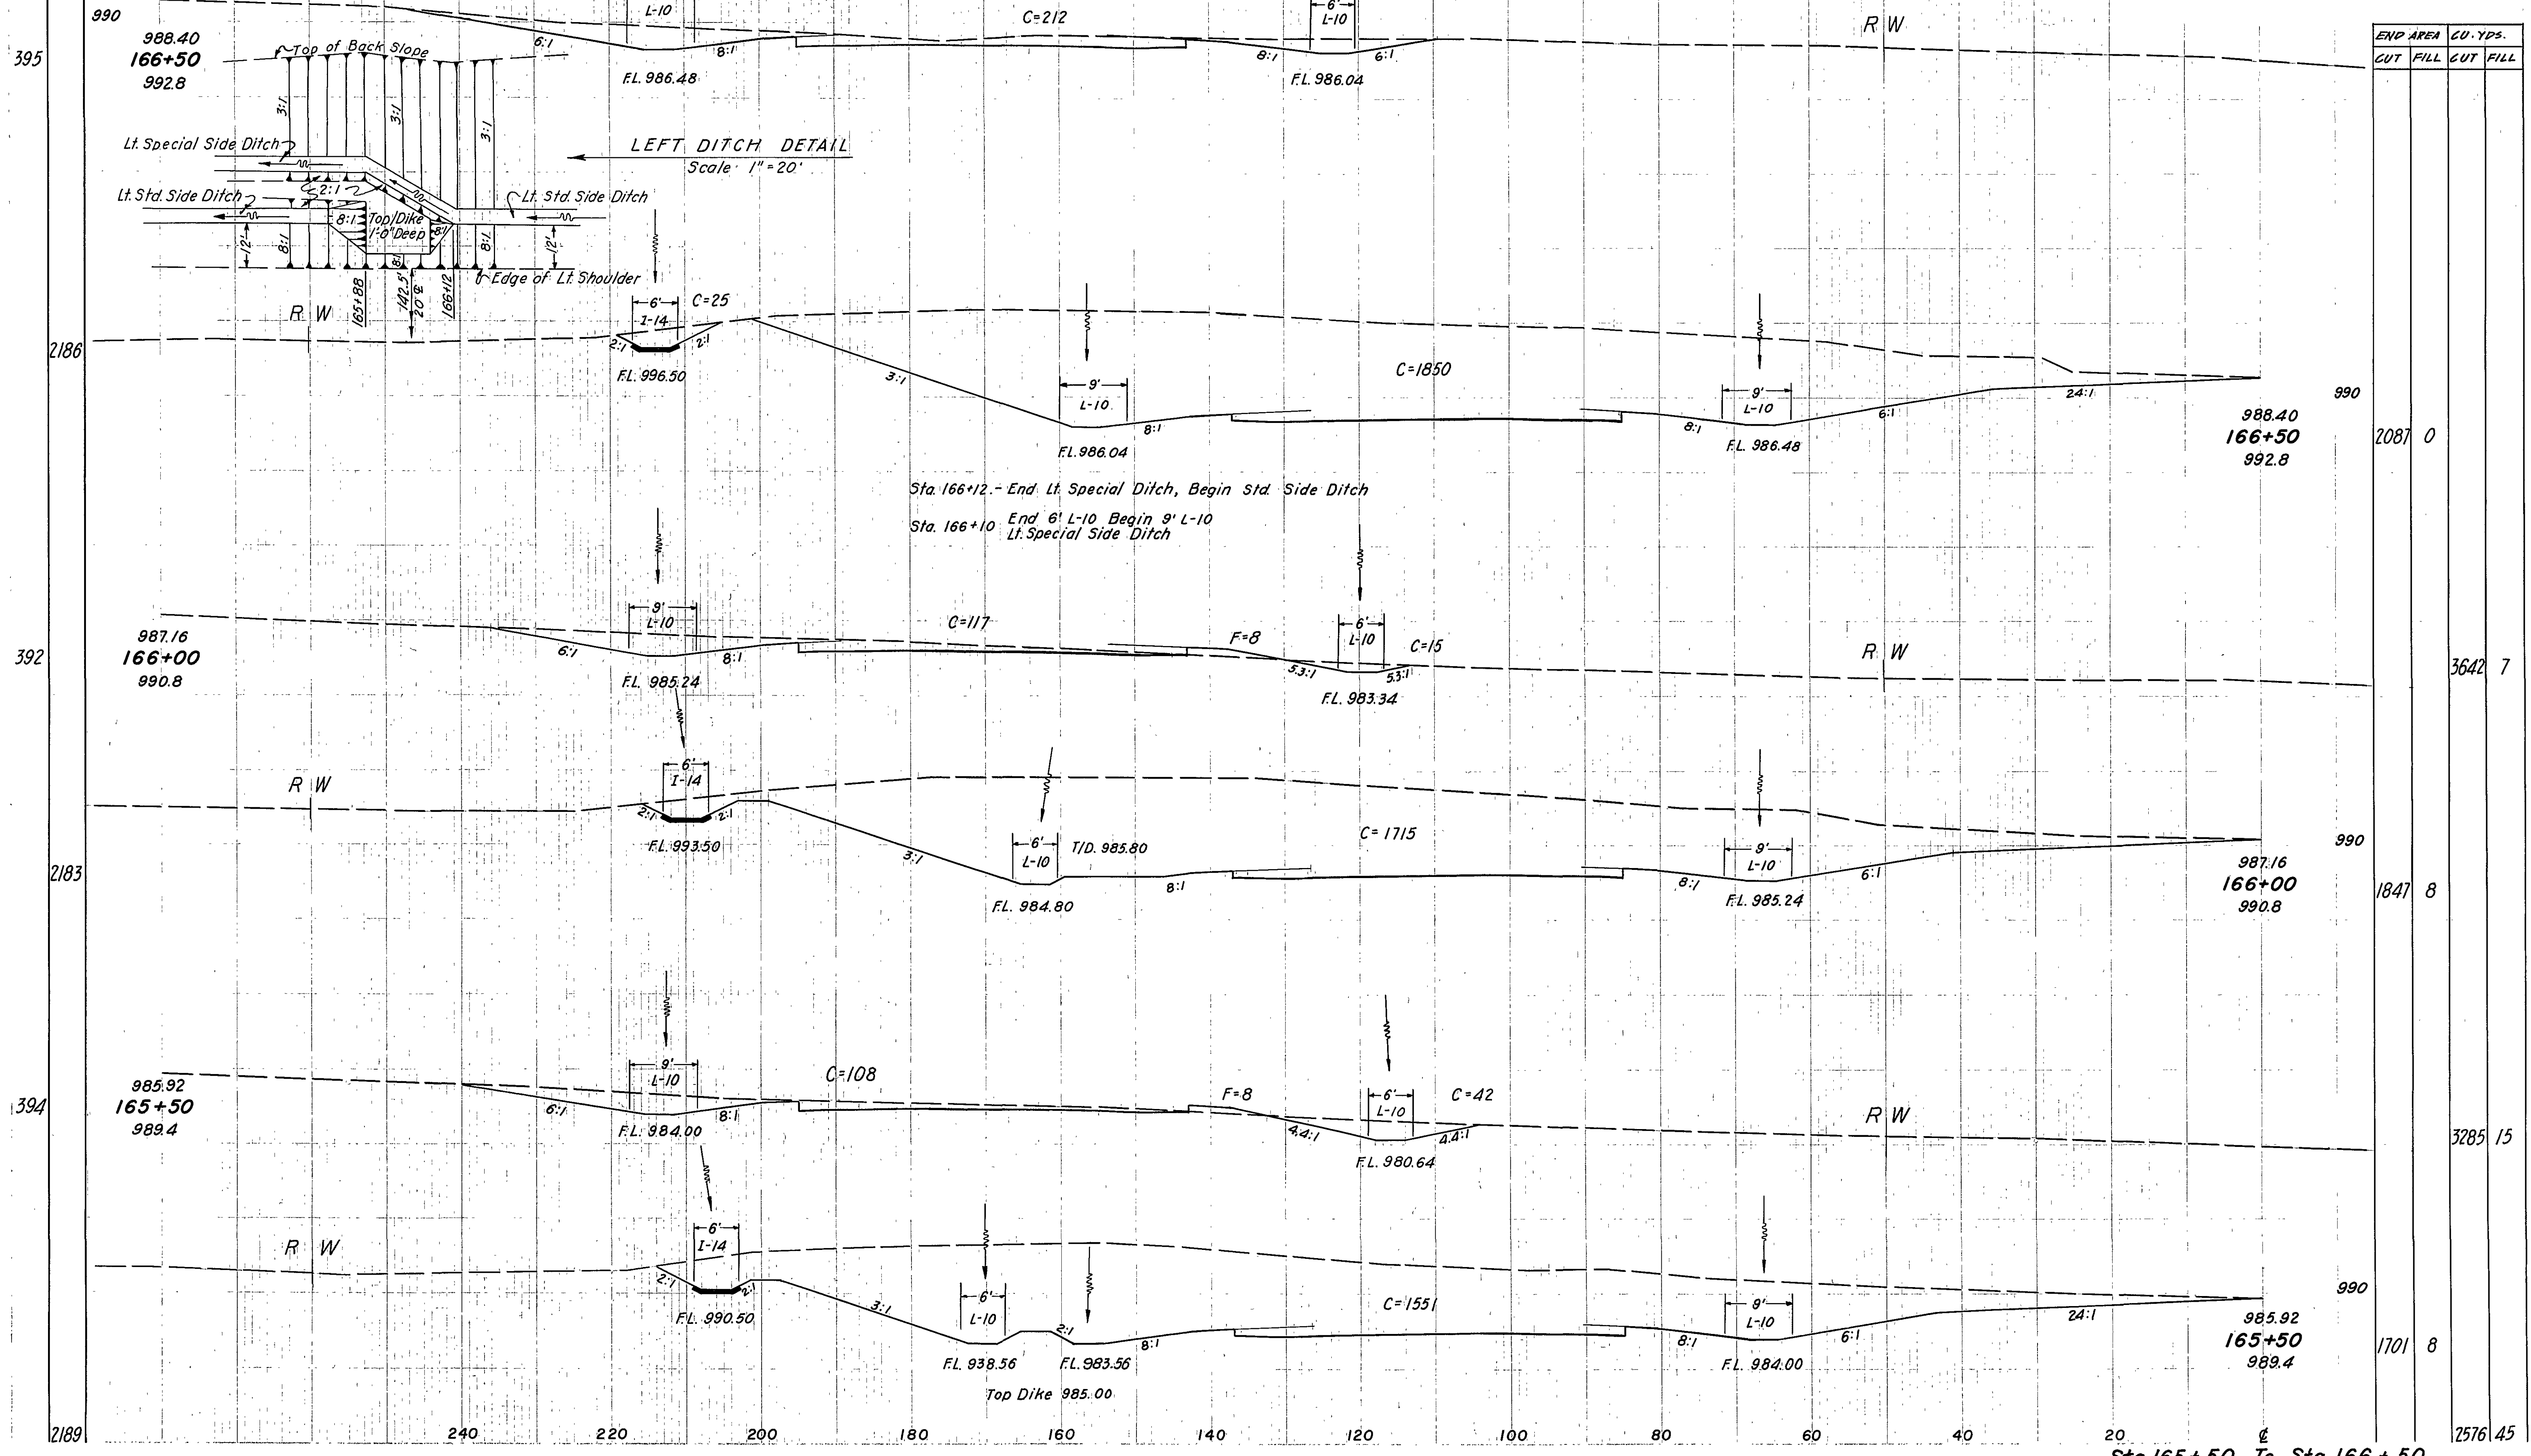 990
L-10
C=212
6'
L-10
R W
END AREA CU. YDS.
CUT FILL CUT FILL
395
988.40
166+50
992.8
6:1
8:1
F.L. 986.48
8:1
6:1
F.L. 986.04
Top of Back Slope
3:1
3:1
3:1
Lt. Special Side Ditch
LEFT DITCH DETAIL
Scale 1"=20'
2:1
Lt. Std. Side Ditch
Lt. Std. Side Ditch
8:1
Top/Dike
1'-0" Deep
8:1
12'
8:1
8:1
8:1
12'
Edge of Lt. Shoulder
165+88
142.5'
20' ℄
166+12
R W
6'
I-14
C=25
2186
2:1
2:1
F.L. 996.50
3:1
9'
L-10
C=1850
9'
L-10
8:1
8:1
6:1
24:1
990
F.L. 986.04
F.L. 986.48
988.40
166+50
992.8
2087 0
Sta. 166+12.- End Lt. Special Ditch, Begin Std. Side Ditch
Sta. 166+10 End 6' L-10 Begin 9' L-10
Lt. Special Side Ditch
392
987.16
166+00
990.8
9'
L-10
6:1
8:1
C=117
F=8
6'
L-10
C=15
5.3:1
5.3:1
R W
F.L. 985.24
F.L. 983.34
3642 7
R W
6'
I-14
2:1
2:1
F.L. 993.50
3:1
6'
L-10
T/D. 985.80
C=1715
9'
L-10
990
2183
8:1
8:1
6:1
F.L. 984.80
F.L. 985.24
987.16
166+00
990.8
1847 8
394
985.92
165+50
989.4
9'
L-10
C=108
6:1
8:1
F=8
6'
L-10
C=42
4.4:1
4.4:1
R W
F.L. 984.00
F.L. 980.64
3285 15
R W
6'
I-14
2:1
2:1
F.L. 990.50
3:1
6'
L-10
2:1
8:1
C=1551
9'
L-10
8:1
6:1
24:1
990
985.92
165+50
989.4
F.L. 938.56
F.L. 983.56
F.L. 984.00
1701 8
Top Dike 985.00
2189
240 220 200 180 160 140 120 100 80 60 40 20 ℄
2576 45
Sta. 165+50 To Sta. 166+50